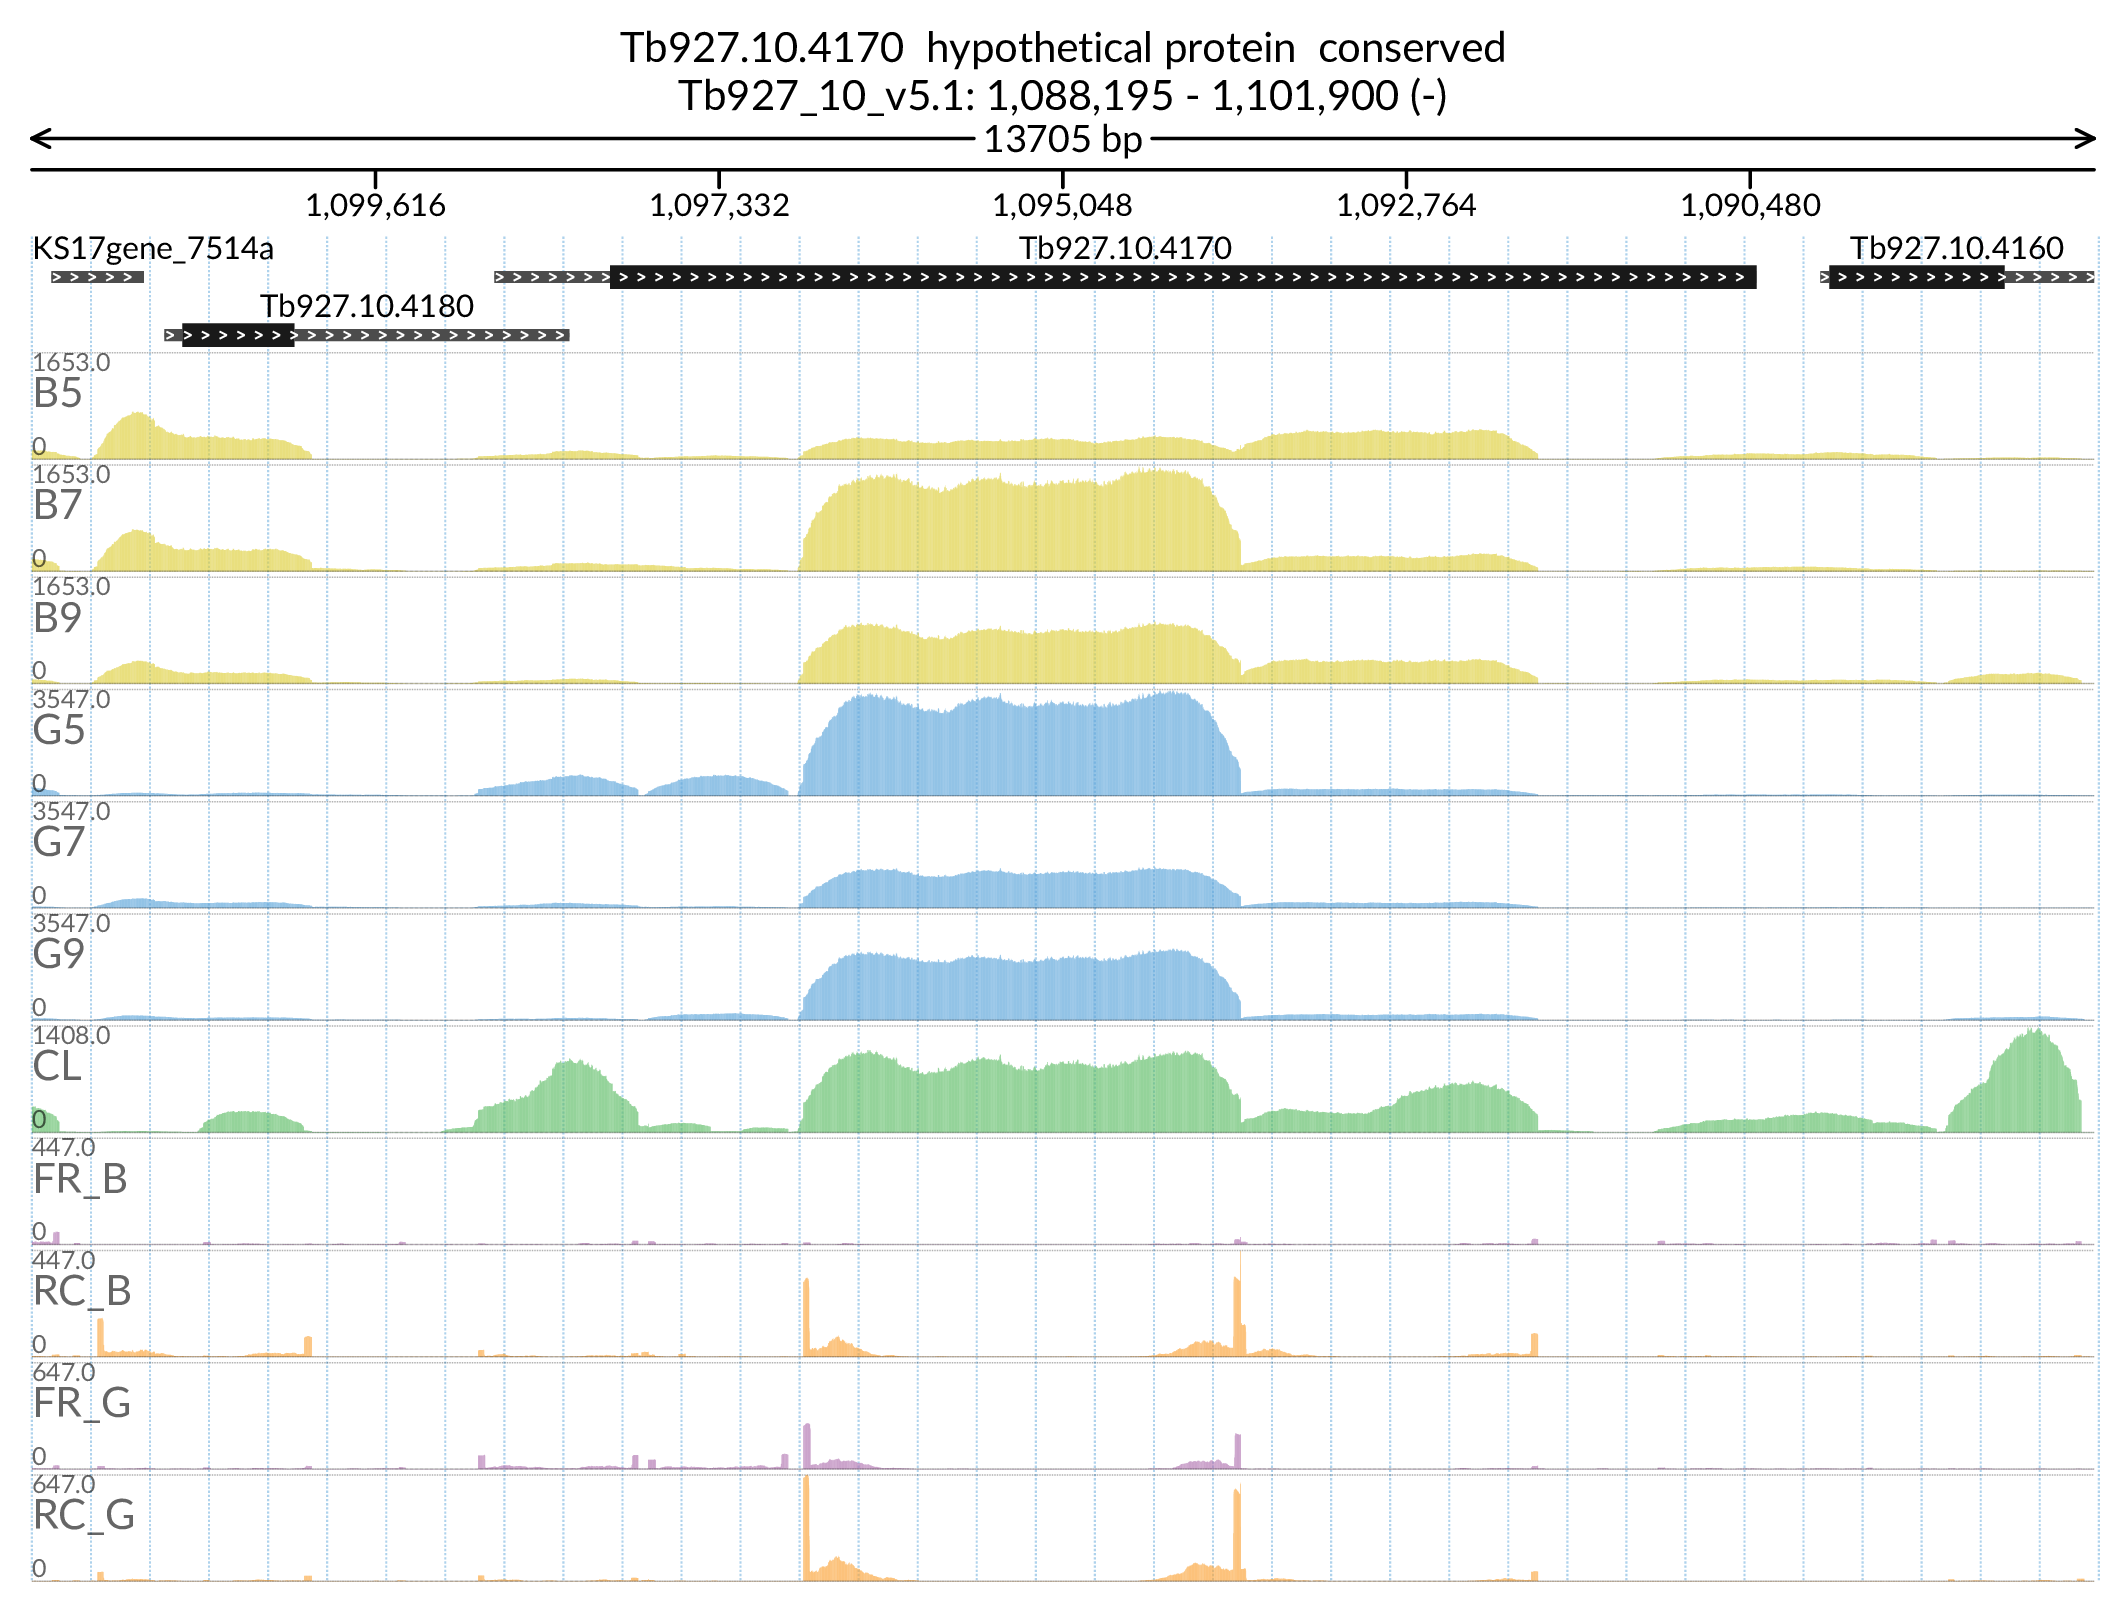 Tb927.10.4170  hypothetical protein  conserved
Tb927_10_v5.1: 1,088,195 - 1,101,900 (-)
13705 bp
1,099,616 1,097,332 1,095,048 1,092,764 1,090,480
KS17gene_7514a Tb927.10.4170 Tb927.10.4160
Tb927.10.4180
1653.0
B5
0
1653.0
B7
0
1653.0
B9
0
3547.0
G5
0
3547.0
G7
0
3547.0
G9
0
1408.0
CL
0
447.0
FR_B
0
447.0
RC_B
0
647.0
FR_G
0
647.0
RC_G
0